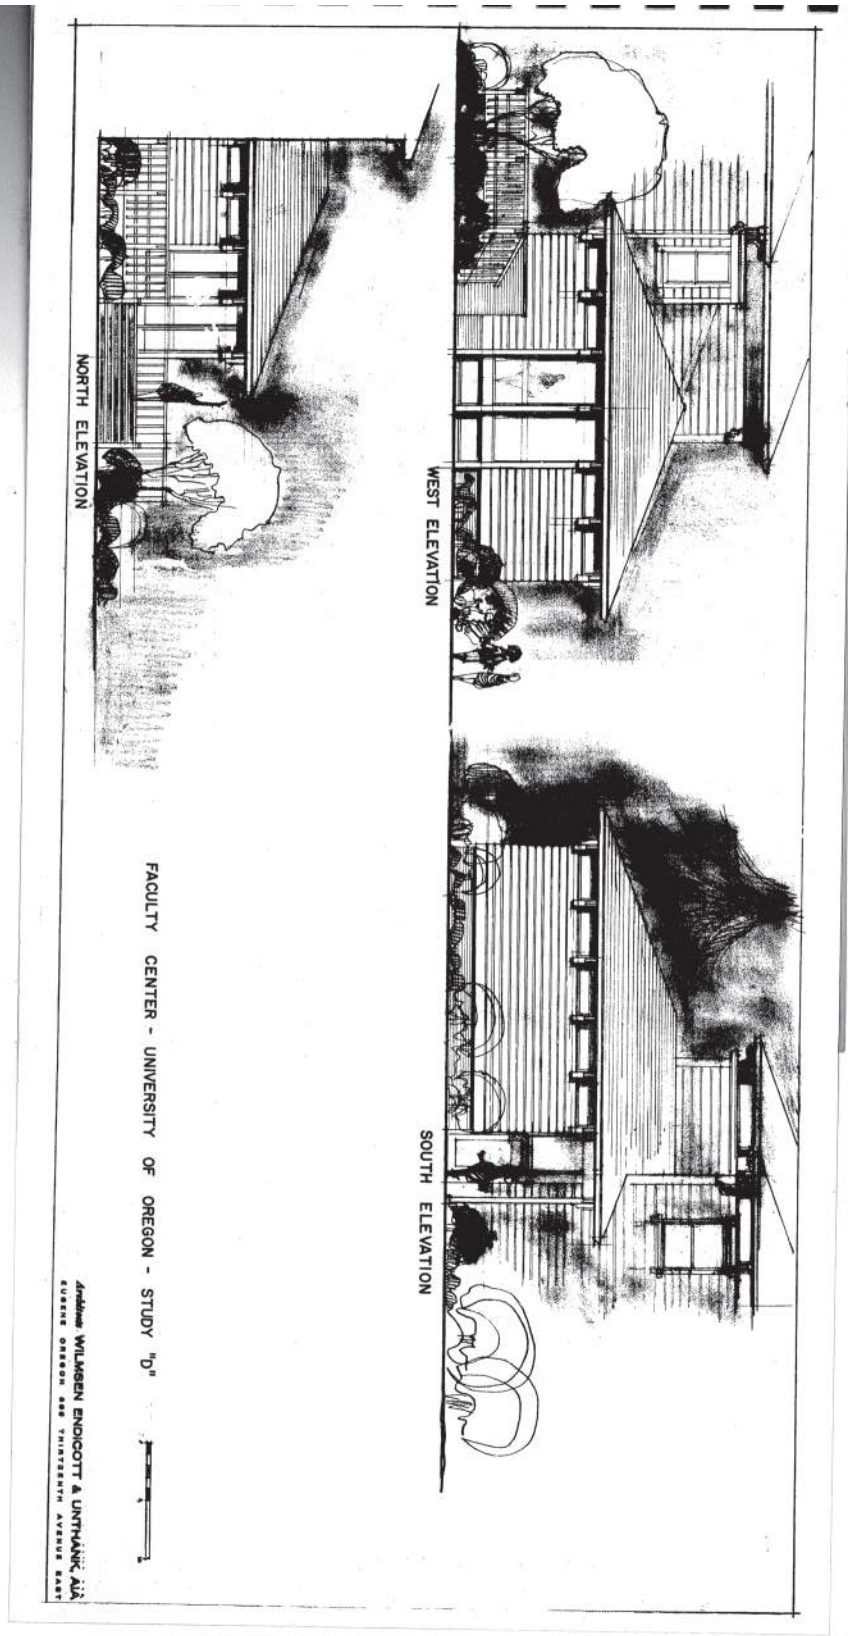 WEST ELEVATION
SOUTH ELEVATION
NORTH ELEVATION
FACULTY CENTER - UNIVERSITY OF OREGON - STUDY "D"
Architects WILMSEN ENDICOTT & UNTHANK, AIA
EUGENE OREGON THIRTEENTH AVENUE EAST